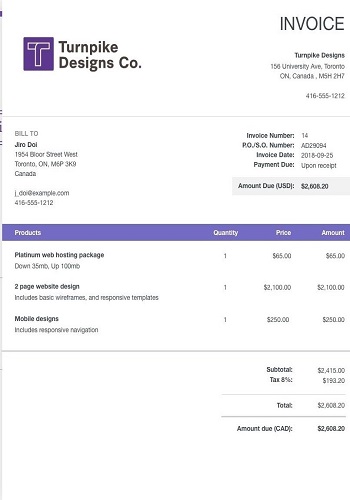 INVOICE
Turnpike
Designs Co.
Turnpike Designs
156 University Ave, Toronto
ON, Canada , M5H 2H7
416-555-1212
BILL TO
Jiro Doi
1954 Bloor Street West
Toronto, ON, M6P 3K9
Canada
j_doi@example.com
416-555-1212
Invoice Number: 14
P.O./S.O. Number: AD29094
Invoice Date: 2018-09-25
Payment Due: Upon receipt
Amount Due (USD): $2,608.20
Products Quantity Price Amount
Platinum web hosting package 1 $65.00 $65.00
Down 35mb, Up 100mb
2 page website design 1 $2,100.00 $2,100.00
Includes basic wireframes, and responsive templates
Mobile designs 1 $250.00 $250.00
Includes responsive navigation
Subtotal: $2,415.00
Tax 8%: $193.20
Total: $2,608.20
Amount due (CAD): $2,608.20